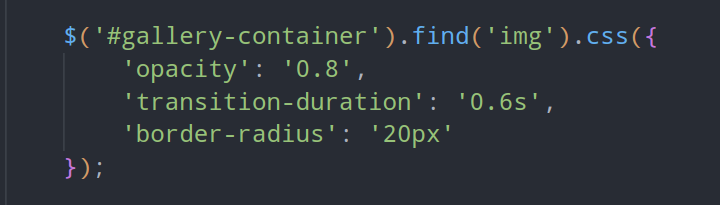 $('#gallery-container').find('img').css({
    'opacity': '0.8',
    'transition-duration': '0.6s',
    'border-radius': '20px'
});